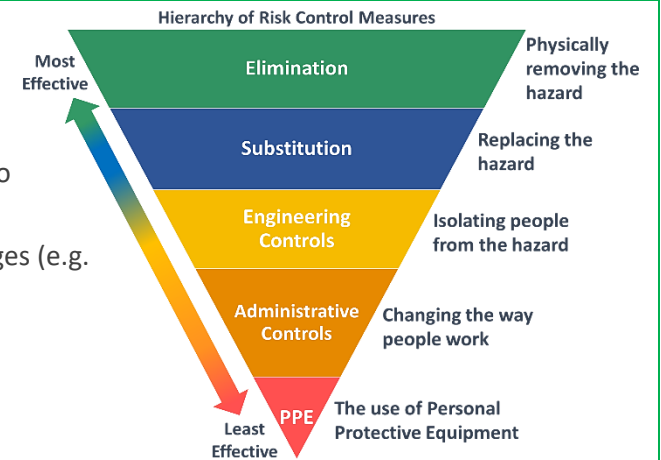 Hierarchy of Risk Control Measures
Most
Effective
Elimination
Physically
removing the
hazard
Substitution
Replacing the
hazard
o
Engineering
Controls
Isolating people
from the hazard
ges (e.g.
Administrative
Controls
Changing the way
people work
PPE
The use of Personal
Protective Equipment
Least
Effective